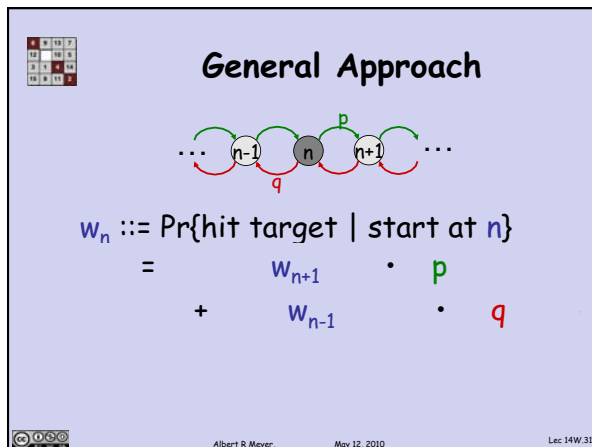 General Approach
p
... n-1 n n+1 ...
q
wₙ ::= Pr{hit target | start at n}
= wₙ₊₁ · p
+ wₙ₋₁ · q
Albert R Meyer, May 12, 2010 Lec 14W.31